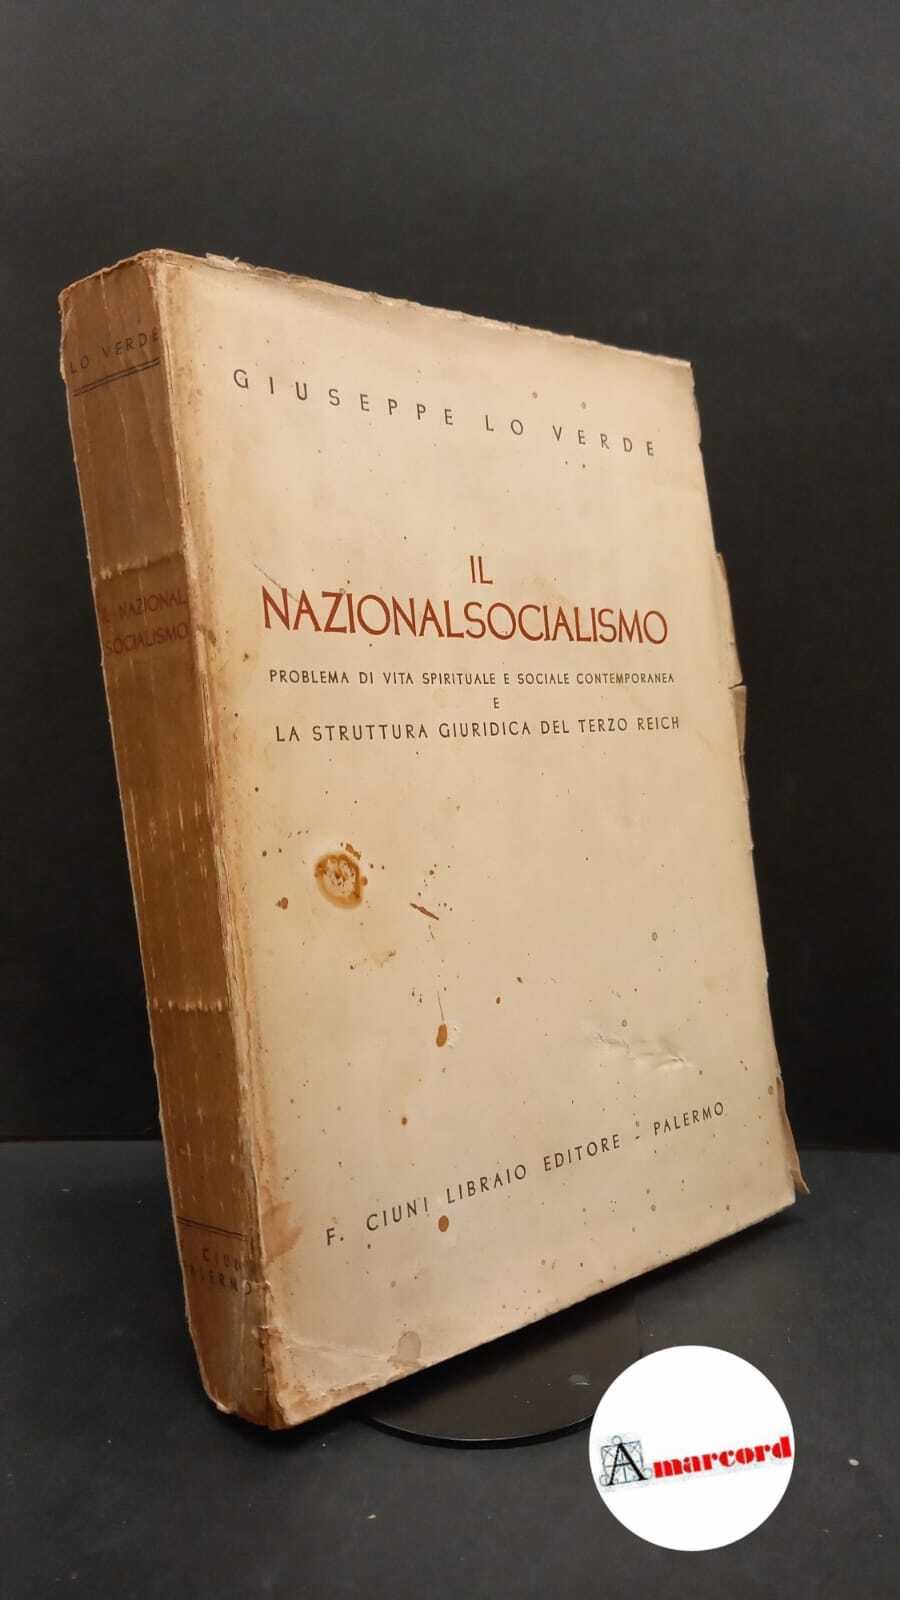 LO VERDE
IL NAZIONAL
SOCIALISMO
CIUNI
PALERMO
GIUSEPPE LO VERDE
IL
NAZIONALSOCIALISMO
PROBLEMA DI VITA SPIRITUALE E SOCIALE CONTEMPORANEA
E
LA STRUTTURA GIURIDICA DEL TERZO REICH
F. CIUNI LIBRAIO EDITORE - PALERMO
Amarcord